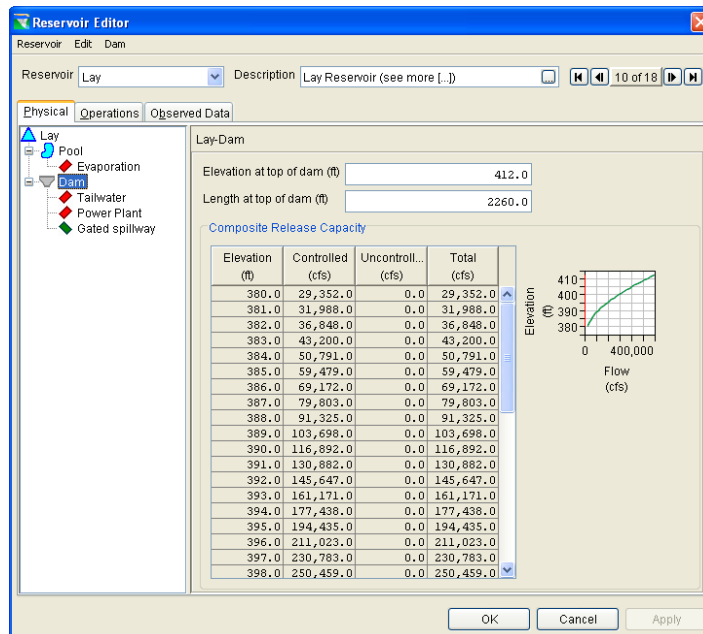 Reservoir Editor
Reservoir Edit Dam
Reservoir Lay Description Lay Reservoir (see more [...]) 10 of 18
Physical Operations Observed Data
Lay
Pool
Evaporation
Dam
Tailwater
Power Plant
Gated spillway
Lay-Dam
Elevation at top of dam (ft) 412.0
Length at top of dam (ft) 2260.0
Composite Release Capacity
Elevation Controlled Uncontroll... Total
(ft) (cfs) (cfs) (cfs)
380.0 29,352.0 0.0 29,352.0
381.0 31,988.0 0.0 31,988.0
382.0 36,848.0 0.0 36,848.0
383.0 43,200.0 0.0 43,200.0
384.0 50,791.0 0.0 50,791.0
385.0 59,479.0 0.0 59,479.0
386.0 69,172.0 0.0 69,172.0
387.0 79,803.0 0.0 79,803.0
388.0 91,325.0 0.0 91,325.0
389.0 103,698.0 0.0 103,698.0
390.0 116,892.0 0.0 116,892.0
391.0 130,882.0 0.0 130,882.0
392.0 145,647.0 0.0 145,647.0
393.0 161,171.0 0.0 161,171.0
394.0 177,438.0 0.0 177,438.0
395.0 194,435.0 0.0 194,435.0
396.0 211,023.0 0.0 211,023.0
397.0 230,783.0 0.0 230,783.0
398.0 250,459.0 0.0 250,459.0
Elevation
(ft)
410
400
390
380
0 400,000
Flow
(cfs)
OK Cancel Apply